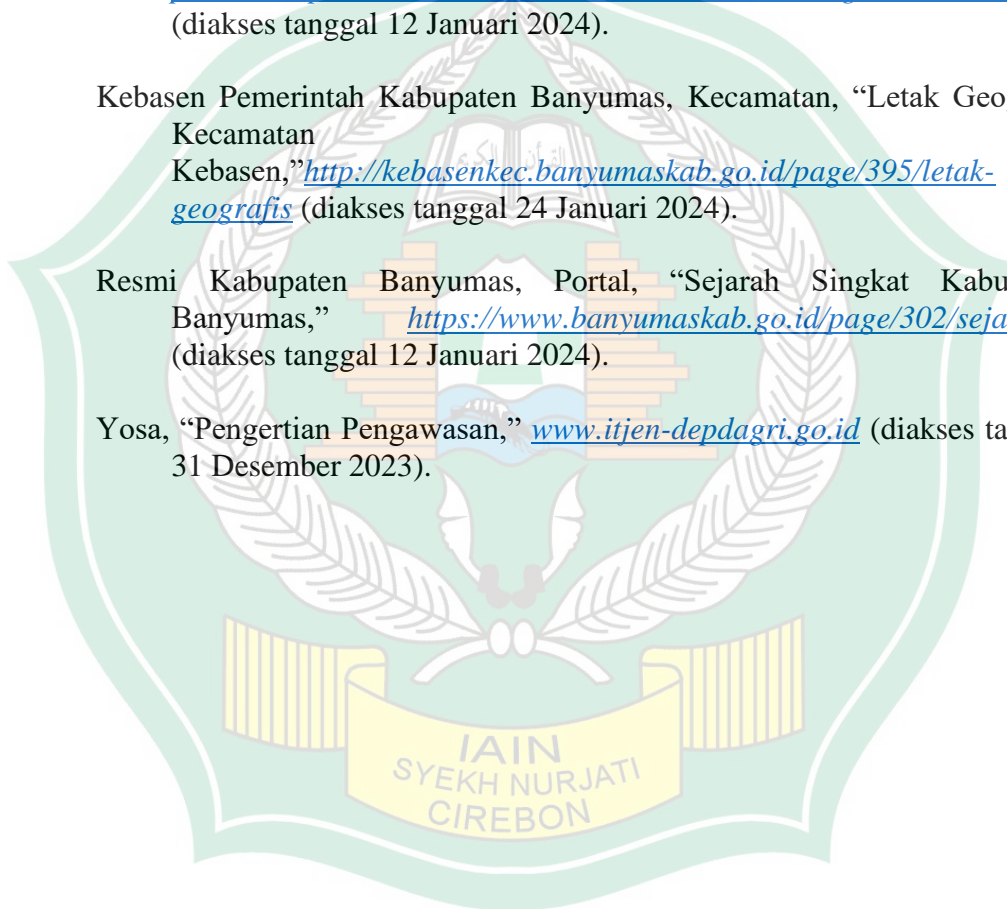 (diakses tanggal 12 Januari 2024).
Kebasen Pemerintah Kabupaten Banyumas, Kecamatan, “Letak Geo
Kecamatan
Kebasen,”http://kebasenkec.banyumaskab.go.id/page/395/letak-
geografis (diakses tanggal 24 Januari 2024).
Resmi Kabupaten Banyumas, Portal, “Sejarah Singkat Kabu
Banyumas,” https://www.banyumaskab.go.id/page/302/seja
(diakses tanggal 12 Januari 2024).
Yosa, “Pengertian Pengawasan,” www.itjen-depdagri.go.id (diakses ta
31 Desember 2023).
القرآن الكريم
IAIN
SYEKH NURJATI
CIREBON